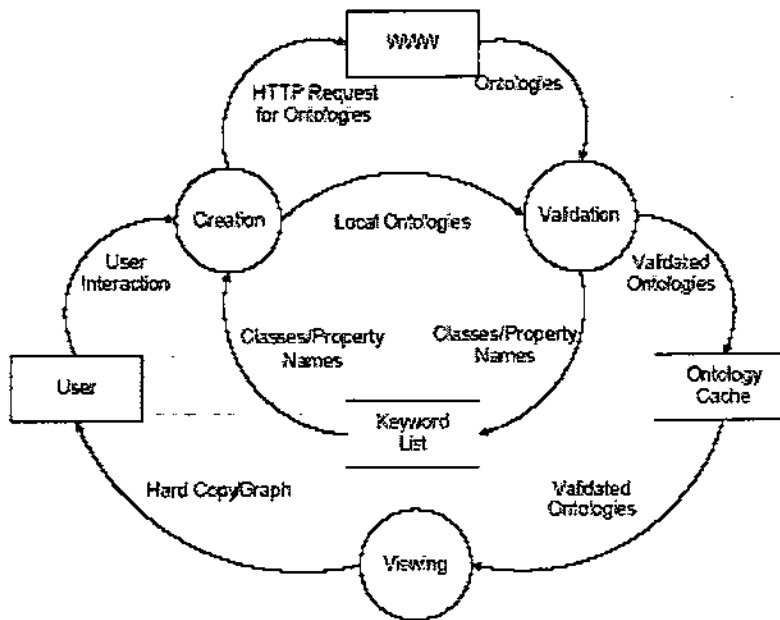 WWW
HTTP Request
for Ontologies
Ontologies
Creation
Local Ontologies
Validation
User
Interaction
Validated
Ontologies
Classes/Property
Names
Classes/Property
Names
User
Keyword
List
Ontology
Cache
Hard Copy/Graph
Validated
Ontologies
Viewing